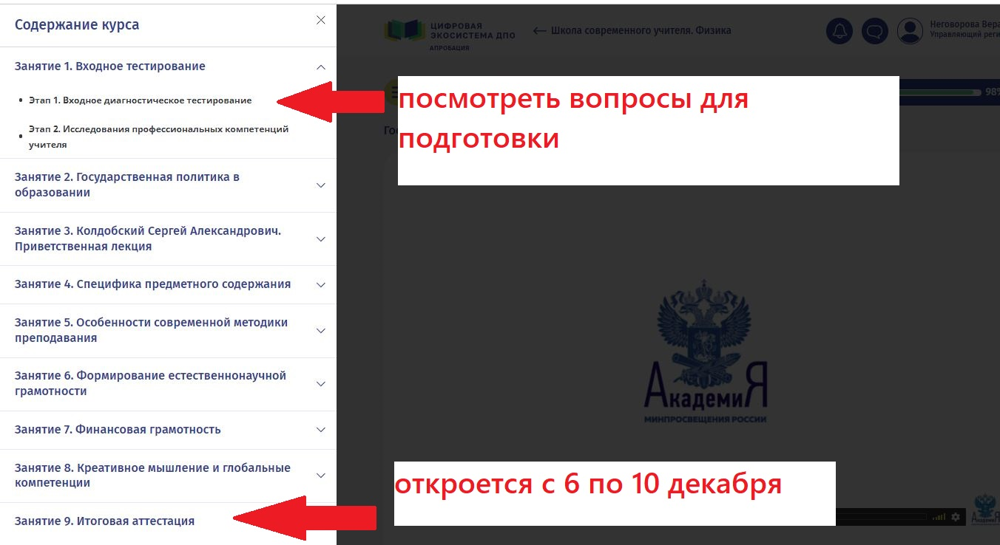 Содержание курса
Занятие 1. Входное тестирование
Этап 1. Входное диагностическое тестирование
Этап 2. Исследования профессиональных компетенций
учителя
Занятие 2. Государственная политика в
образовании
Занятие 3. Колдобский Сергей Александрович.
Приветственная лекция
Занятие 4. Специфика предметного содержания
Занятие 5. Особенности современной методики
преподавания
Занятие 6. Формирование естественнонаучной
грамотности
Занятие 7. Финансовая грамотность
Занятие 8. Креативное мышление и глобальные
компетенции
Занятие 9. Итоговая аттестация
ЦИФРОВАЯ
ЭКОСИСТЕМА ДПО
АПРОБАЦИЯ
Школа современного учителя. Физика
Неговорова Вера
Управляющий реги
98%
посмотреть вопросы для
подготовки
Го
АкадемиЯ
МИНПРОСВЕЩЕНИЯ РОССИИ
откроется с 6 по 10 декабря
АкадемиЯ